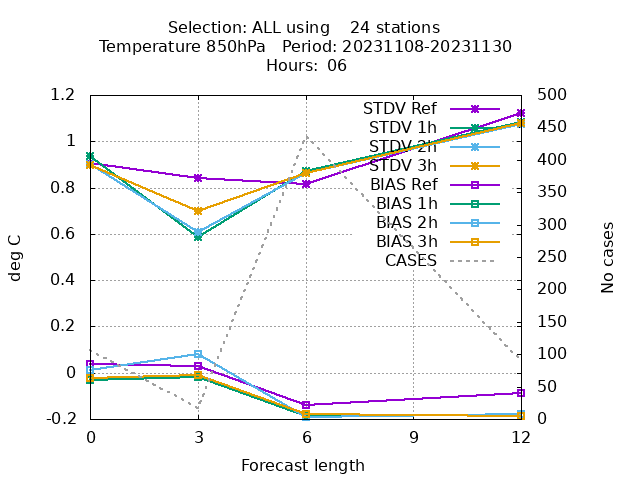 Selection: ALL using    24 stations
Temperature 850hPa   Period: 20231108-20231130
Hours: 06
1.2
1
0.8
0.6
0.4
0.2
0
-0.2
deg C
500
450
400
350
300
250
200
150
100
50
0
No cases
STDV Ref
STDV 1h
STDV 2h
STDV 3h
BIAS Ref
BIAS 1h
BIAS 2h
BIAS 3h
CASES
0 3 6 9 12
Forecast length